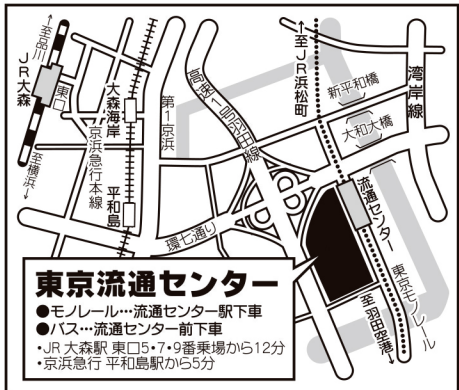 ←至品川
JR大森
東口
至横浜→
大森海岸
京浜急行本線
平和島
第1京浜
高速1号羽田線
環七通り
←至JR浜松町
新平和橋
大和大橋
湾岸線
流通センター
東京モノレール
至羽田空港→
東京流通センター
●モノレール…流通センター駅下車
●バス…流通センター前下車
・JR大森駅 東口5・7・9番乗場から12分
・京浜急行 平和島駅から5分